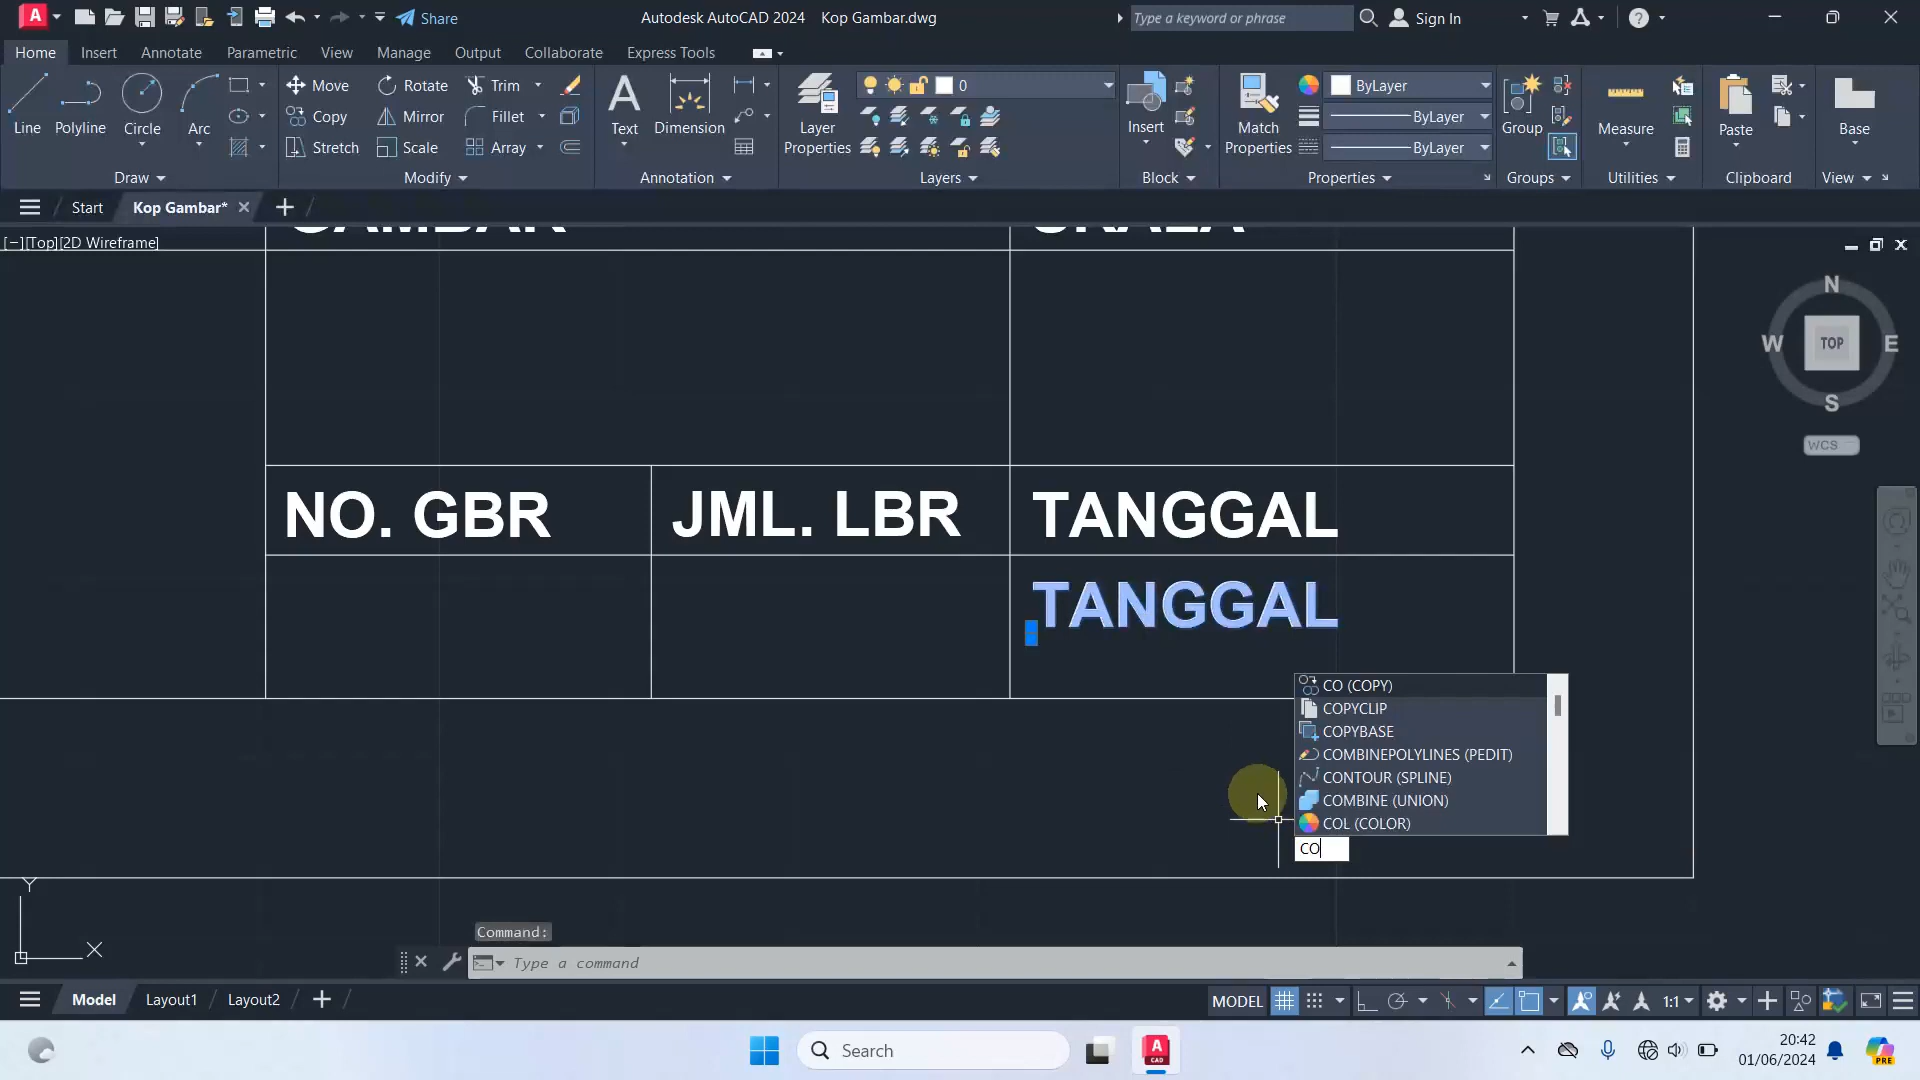 Share
Autodesk AutoCAD 2024 Kop Gambar.dwg
Type a keyword or phrase
Sign In
Home Insert Annotate Parametric View Manage Output Collaborate Express Tools
Line Polyline Circle Arc
Move Rotate Trim
Copy Mirror Fillet
Stretch Scale Array
Text Dimension
Layer Properties
0
Insert
Match Properties
ByLayer
ByLayer
ByLayer
Group
Measure
Paste
Base
Draw Modify Annotation Layers Block Properties Groups Utilities Clipboard View
Start Kop Gambar*
[−][Top][2D Wireframe]
GAMBAR SKALA
N
W TOP E
S
WCS
NO. GBR JML. LBR TANGGAL
TANGGAL
CO (COPY)
COPYCLIP
COPYBASE
COMBINEPOLYLINES (PEDIT)
CONTOUR (SPLINE)
COMBINE (UNION)
COL (COLOR)
CO
Y
X
Command:
Type a command
Model Layout1 Layout2
MODEL 1:1
Search
A
CAD
20:42
01/06/2024
PRE